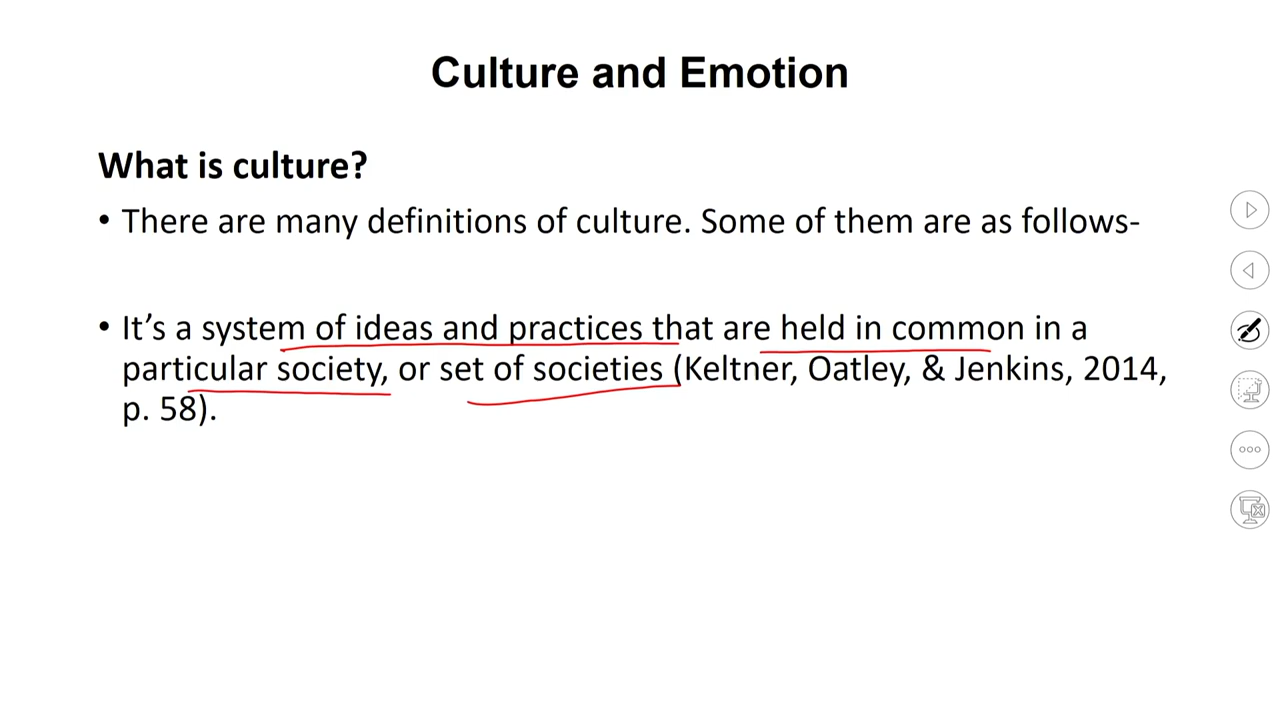 Culture and Emotion
What is culture?
• There are many definitions of culture. Some of them are as follows-
• It’s a system of ideas and practices that are held in common in a
particular society, or set of societies (Keltner, Oatley, & Jenkins, 2014,
p. 58).